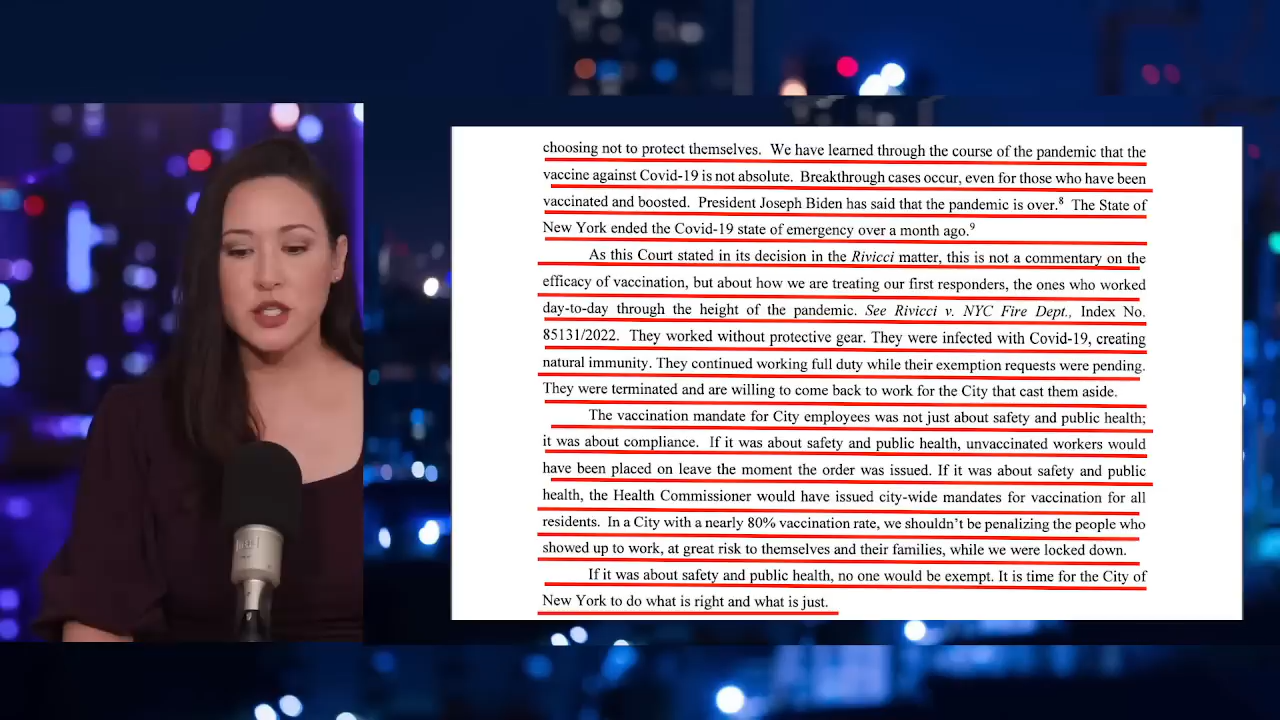 choosing not to protect themselves. We have learned through the course of the pandemic that the
vaccine against Covid-19 is not absolute. Breakthrough cases occur, even for those who have been
vaccinated and boosted. President Joseph Biden has said that the pandemic is over.⁸ The State of
New York ended the Covid-19 state of emergency over a month ago.⁹
As this Court stated in its decision in the Rivicci matter, this is not a commentary on the
efficacy of vaccination, but about how we are treating our first responders, the ones who worked
day-to-day through the height of the pandemic. See Rivicci v. NYC Fire Dept., Index No.
85131/2022. They worked without protective gear. They were infected with Covid-19, creating
natural immunity. They continued working full duty while their exemption requests were pending.
They were terminated and are willing to come back to work for the City that cast them aside.
The vaccination mandate for City employees was not just about safety and public health;
it was about compliance. If it was about safety and public health, unvaccinated workers would
have been placed on leave the moment the order was issued. If it was about safety and public
health, the Health Commissioner would have issued city-wide mandates for vaccination for all
residents. In a City with a nearly 80% vaccination rate, we shouldn't be penalizing the people who
showed up to work, at great risk to themselves and their families, while we were locked down.
If it was about safety and public health, no one would be exempt. It is time for the City of
New York to do what is right and what is just.